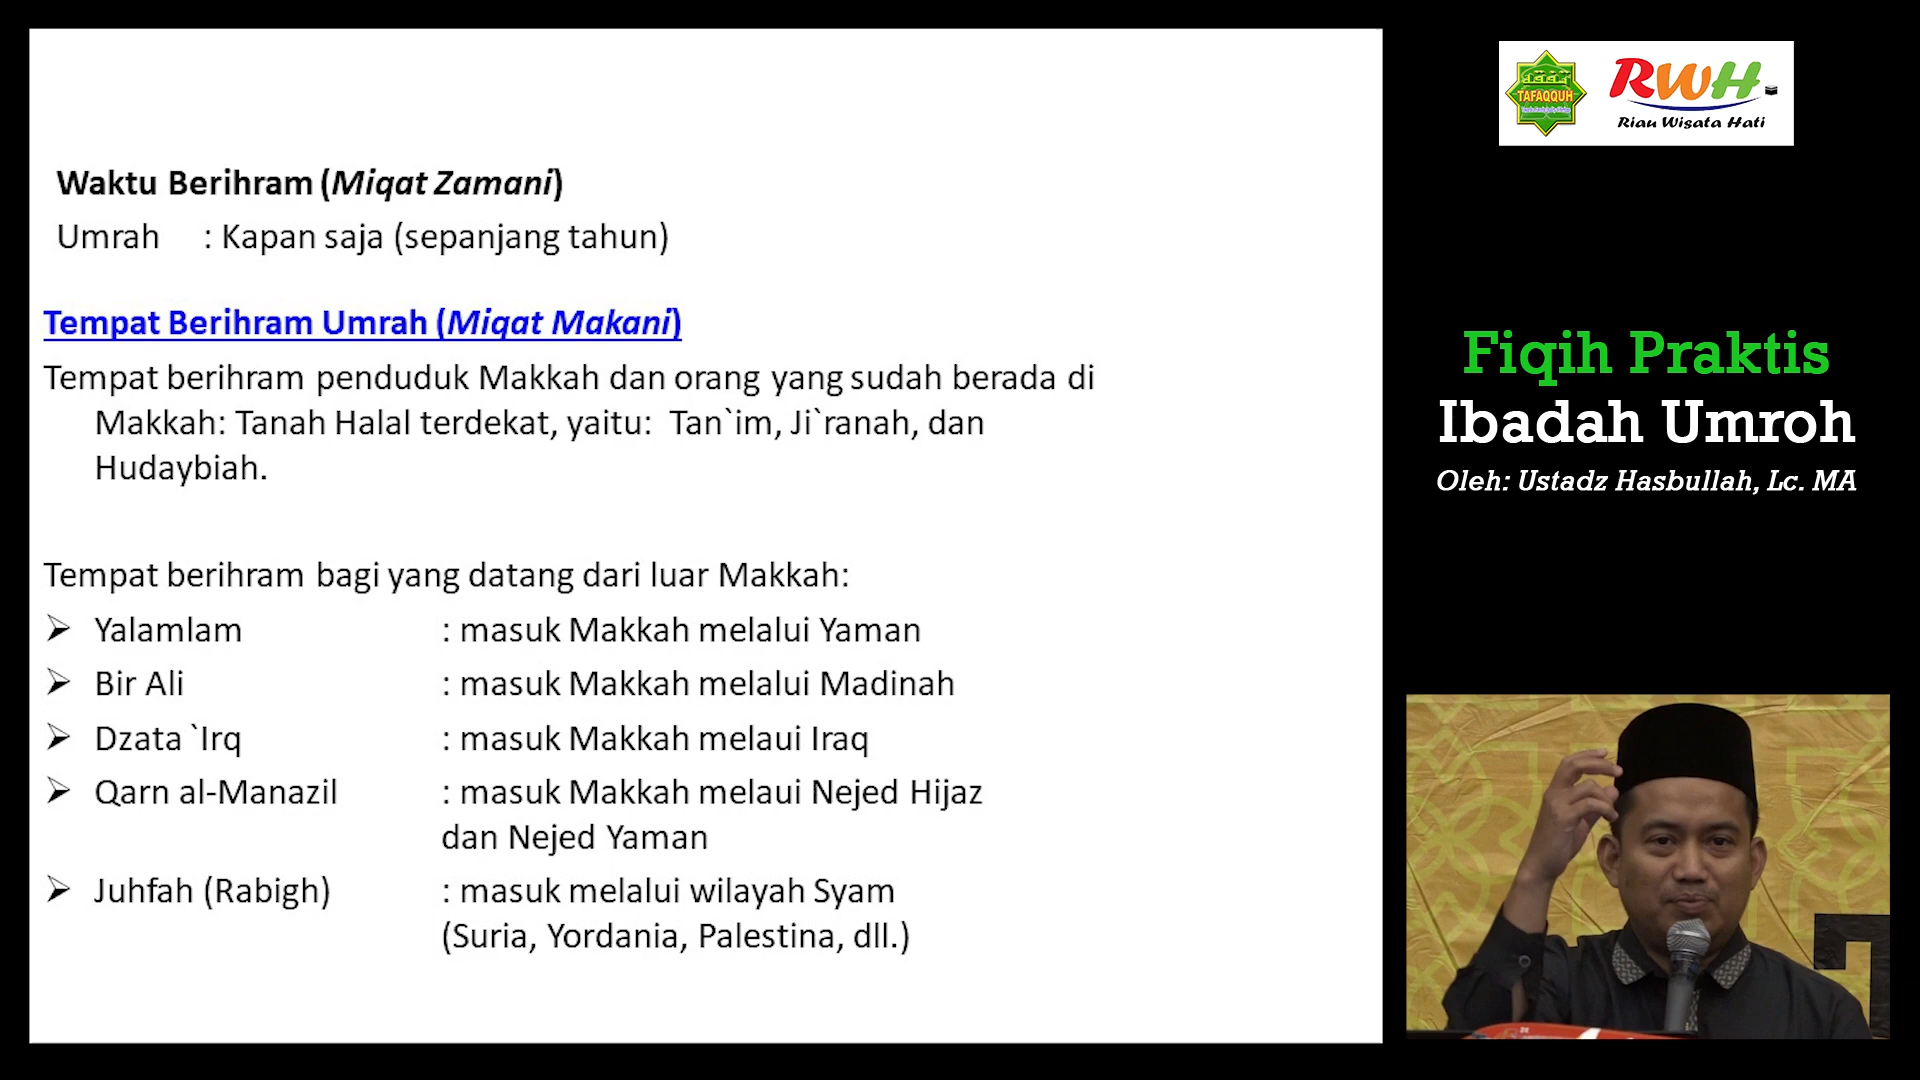 Waktu Berihram (Miqat Zamani)
Umrah : Kapan saja (sepanjang tahun)
Tempat Berihram Umrah (Miqat Makani)
Tempat berihram penduduk Makkah dan orang yang sudah berada di
Makkah: Tanah Halal terdekat, yaitu: Tan`im, Ji`ranah, dan
Hudaybiah.
Tempat berihram bagi yang datang dari luar Makkah:
➢ Yalamlam : masuk Makkah melalui Yaman
➢ Bir Ali : masuk Makkah melalui Madinah
➢ Dzata `Irq : masuk Makkah melaui Iraq
➢ Qarn al-Manazil : masuk Makkah melaui Nejed Hijaz
dan Nejed Yaman
➢ Juhfah (Rabigh) : masuk melalui wilayah Syam
(Suria, Yordania, Palestina, dll.)
TAFAQQUH
RWH
Riau Wisata Hati
Fiqih Praktis
Ibadah Umroh
Oleh: Ustadz Hasbullah, Lc. MA